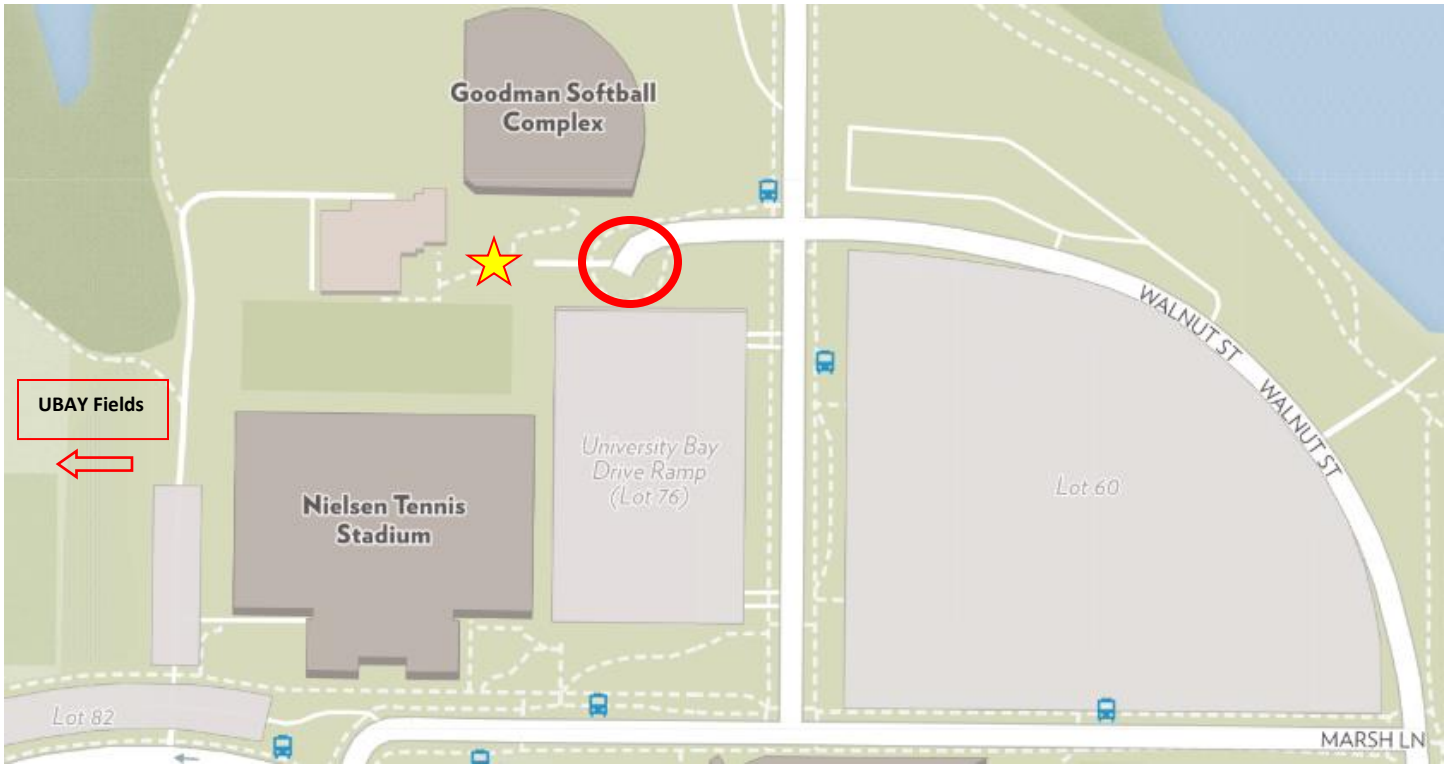 Goodman Softball
Complex
WALNUT ST
WALNUT ST
UBAY Fields
University Bay
Drive Ramp
(Lot 76)
Lot 60
Nielsen Tennis
Stadium
Lot 82
MARSH LN